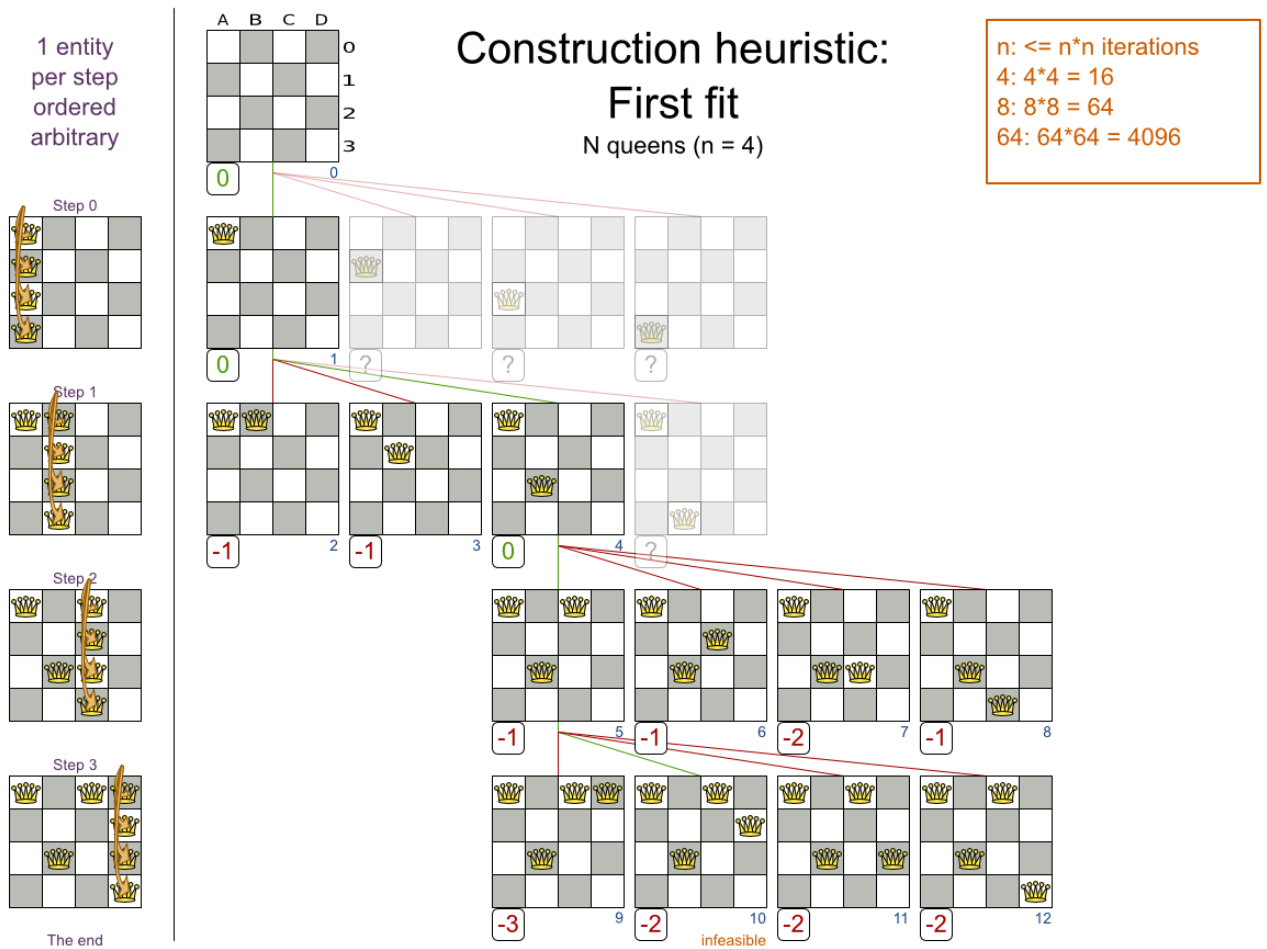 Construction heuristic:
First fit
N queens (n = 4)
n: <= n*n iterations
4: 4*4 = 16
8: 8*8 = 64
64: 64*64 = 4096
1 entity
per step
ordered
arbitrary
A B C D
0
1
2
3
0 0
Step 0
0 1 ? ? ?
Step 1
-1 2 -1 3 0 4 ?
Step 2
-1 5 -1 6 -2 7 -1 8
Step 3
-3 9 -2 10 -2 11 -2 12
The end
infeasible